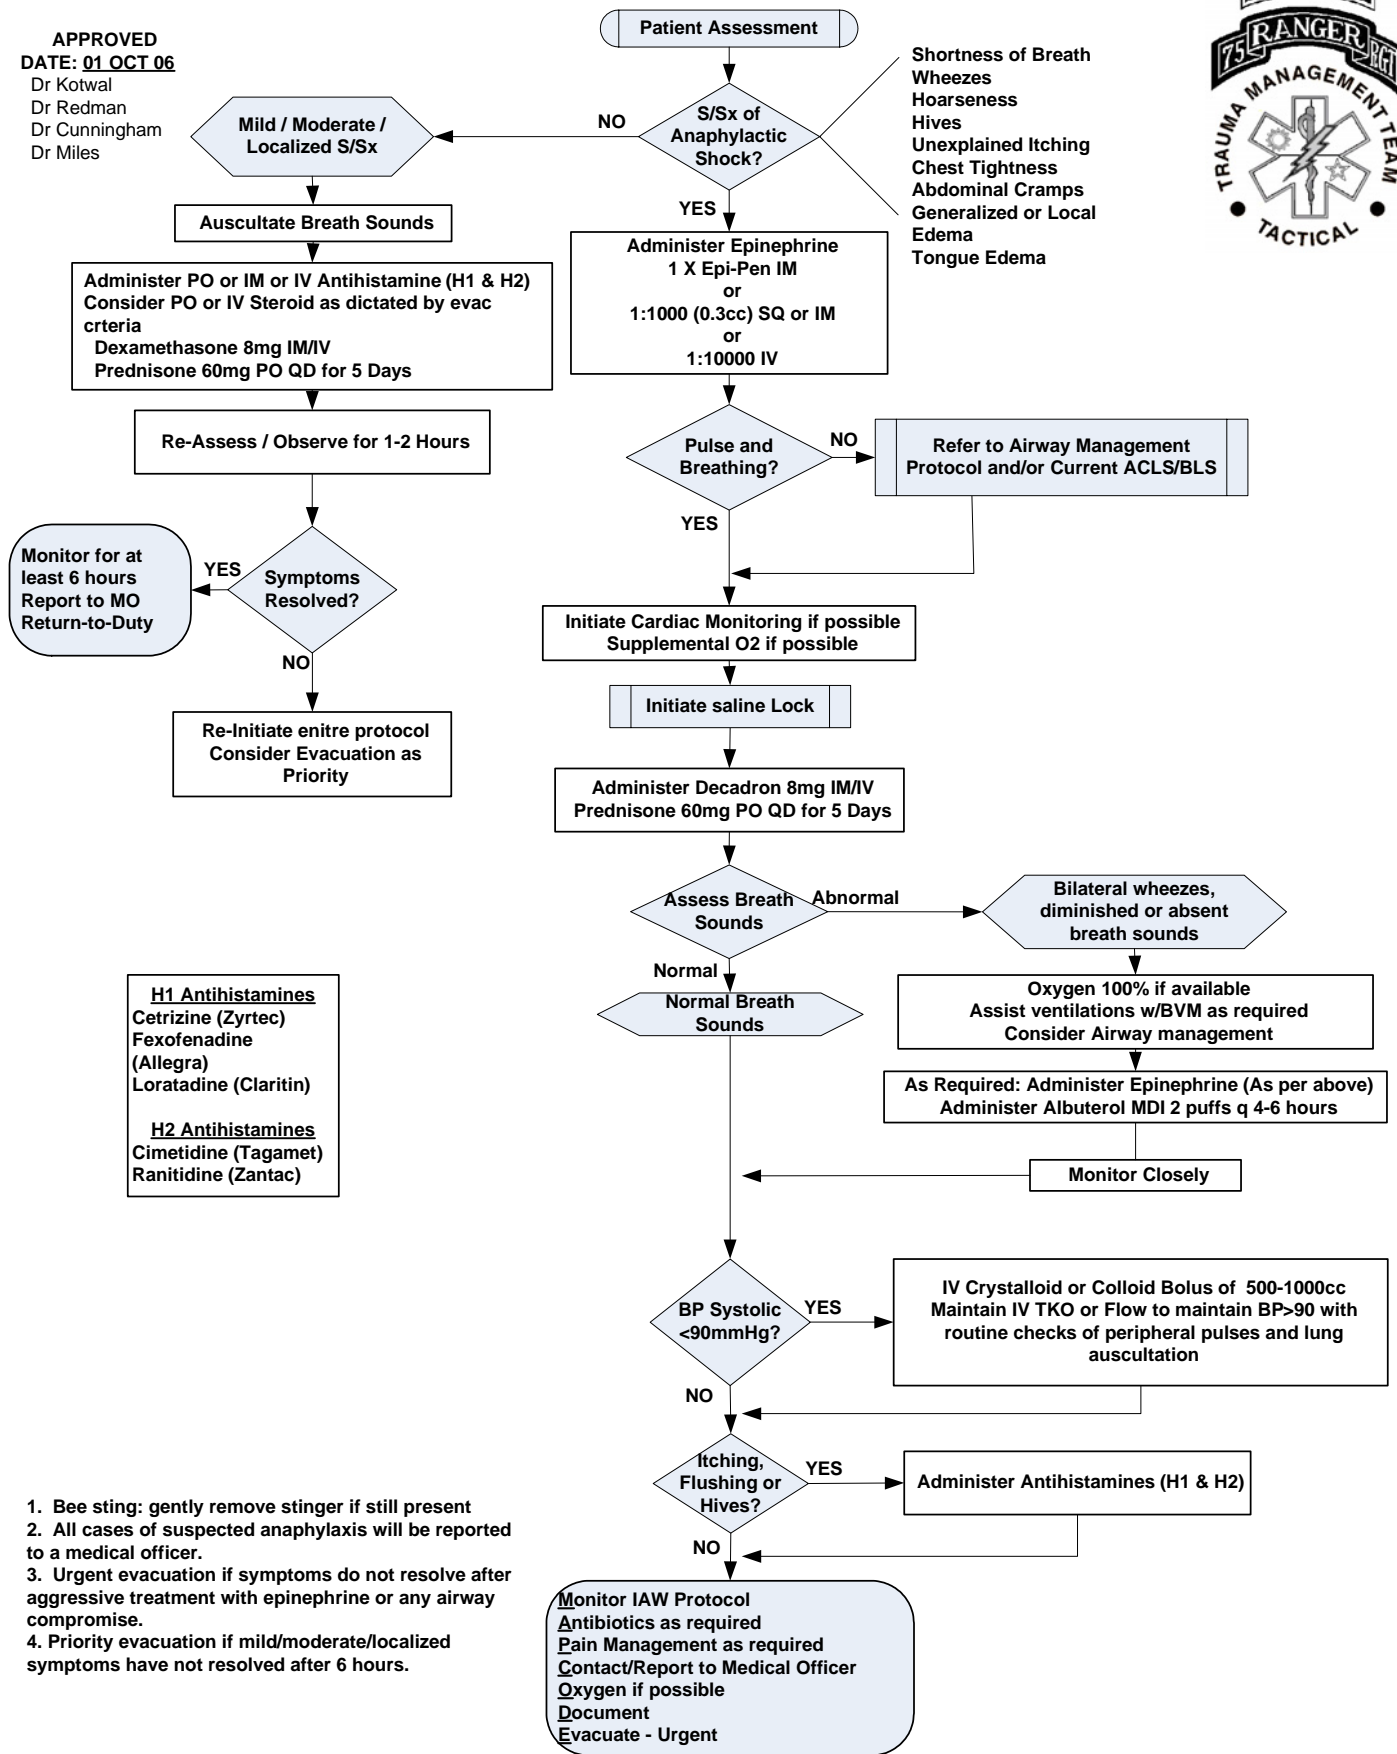 APPROVED
DATE: 01 OCT 06
Dr Kotwal
Dr Redman
Dr Cunningham
Dr Miles
Patient Assessment
75 RANGER RGT
TRAUMA MANAGEMENT TEAM
TACTICAL
S/Sx of
Anaphylactic
Shock?
Shortness of Breath
Wheezes
Hoarseness
Hives
Unexplained Itching
Chest Tightness
Abdominal Cramps
Generalized or Local
Edema
Tongue Edema
NO
Mild / Moderate /
Localized S/Sx
Auscultate Breath Sounds
Administer PO or IM or IV Antihistamine (H1 & H2)
Consider PO or IV Steroid as dictated by evac
crteria
Dexamethasone 8mg IM/IV
Prednisone 60mg PO QD for 5 Days
Re-Assess / Observe for 1-2 Hours
Symptoms
Resolved?
YES
Monitor for at
least 6 hours
Report to MO
Return-to-Duty
NO
Re-Initiate enitre protocol
Consider Evacuation as
Priority
YES
Administer Epinephrine
1 X Epi-Pen IM
or
1:1000 (0.3cc) SQ or IM
or
1:10000 IV
Pulse and
Breathing?
NO
Refer to Airway Management
Protocol and/or Current ACLS/BLS
YES
Initiate Cardiac Monitoring if possible
Supplemental O2 if possible
Initiate saline Lock
Administer Decadron 8mg IM/IV
Prednisone 60mg PO QD for 5 Days
Assess Breath
Sounds
Abnormal
Bilateral wheezes,
diminished or absent
breath sounds
Oxygen 100% if available
Assist ventilations w/BVM as required
Consider Airway management
As Required: Administer Epinephrine (As per above)
Administer Albuterol MDI 2 puffs q 4-6 hours
Monitor Closely
Normal
Normal Breath
Sounds
H1 Antihistamines
Cetrizine (Zyrtec)
Fexofenadine
(Allegra)
Loratadine (Claritin)
H2 Antihistamines
Cimetidine (Tagamet)
Ranitidine (Zantac)
BP Systolic
<90mmHg?
YES
IV Crystalloid or Colloid Bolus of 500-1000cc
Maintain IV TKO or Flow to maintain BP>90 with
routine checks of peripheral pulses and lung
auscultation
NO
Itching,
Flushing or
Hives?
YES
Administer Antihistamines (H1 & H2)
NO
Monitor IAW Protocol
Antibiotics as required
Pain Management as required
Contact/Report to Medical Officer
Oxygen if possible
Document
Evacuate - Urgent
1. Bee sting: gently remove stinger if still present
2. All cases of suspected anaphylaxis will be reported
to a medical officer.
3. Urgent evacuation if symptoms do not resolve after
aggressive treatment with epinephrine or any airway
compromise.
4. Priority evacuation if mild/moderate/localized
symptoms have not resolved after 6 hours.